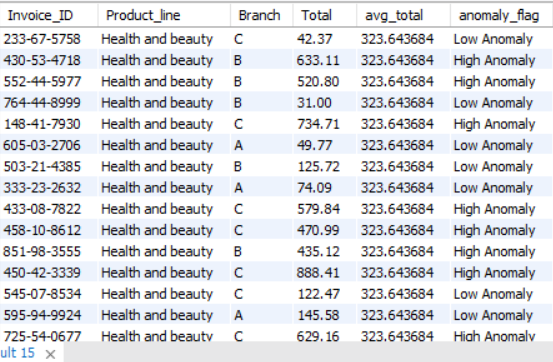 Invoice_ID Product_line Branch Total avg_total anomaly_flag
233-67-5758 Health and beauty C 42.37 323.643684 Low Anomaly
430-53-4718 Health and beauty B 633.11 323.643684 High Anomaly
552-44-5977 Health and beauty B 520.80 323.643684 High Anomaly
764-44-8999 Health and beauty B 31.00 323.643684 Low Anomaly
148-41-7930 Health and beauty C 734.71 323.643684 High Anomaly
605-03-2706 Health and beauty A 49.77 323.643684 Low Anomaly
503-21-4385 Health and beauty B 125.72 323.643684 Low Anomaly
333-23-2632 Health and beauty A 74.09 323.643684 Low Anomaly
433-08-7822 Health and beauty C 579.84 323.643684 High Anomaly
458-10-8612 Health and beauty C 470.99 323.643684 High Anomaly
851-98-3555 Health and beauty B 435.12 323.643684 High Anomaly
450-42-3339 Health and beauty C 888.41 323.643684 High Anomaly
545-07-8534 Health and beauty C 122.47 323.643684 Low Anomaly
595-94-9924 Health and beauty A 145.58 323.643684 Low Anomaly
725-54-0677 Health and beauty C 629.16 323.643684 High Anomaly
ult 15 ×